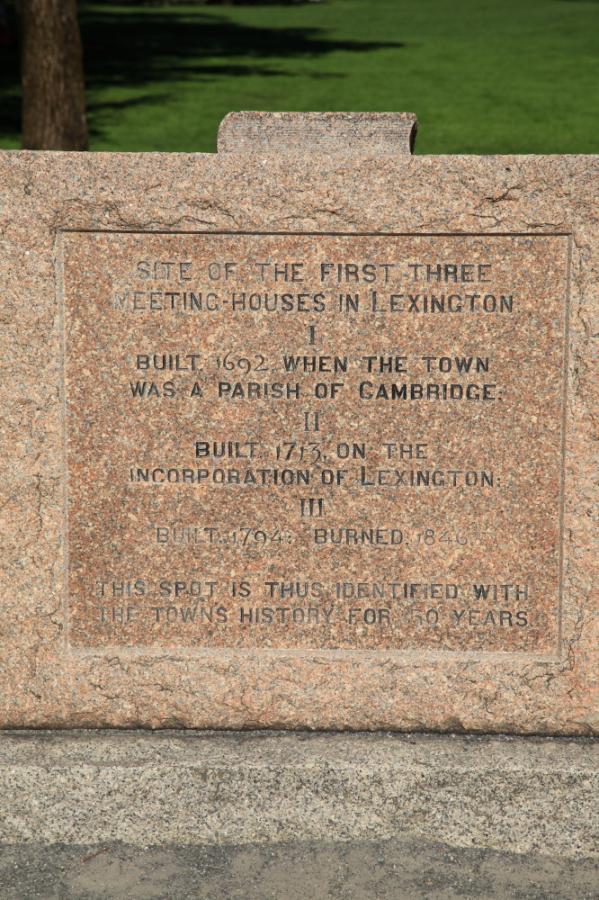 SITE OF THE FIRST THREE
MEETING-HOUSES IN LEXINGTON
I
BUILT, 1692, WHEN THE TOWN
WAS A PARISH OF CAMBRIDGE;
II
BUILT, 1713, ON THE
INCORPORATION OF LEXINGTON;
III
BUILT, 1794; BURNED, 1846.
THIS SPOT IS THUS IDENTIFIED WITH
THE TOWNS HISTORY FOR 150 YEARS.